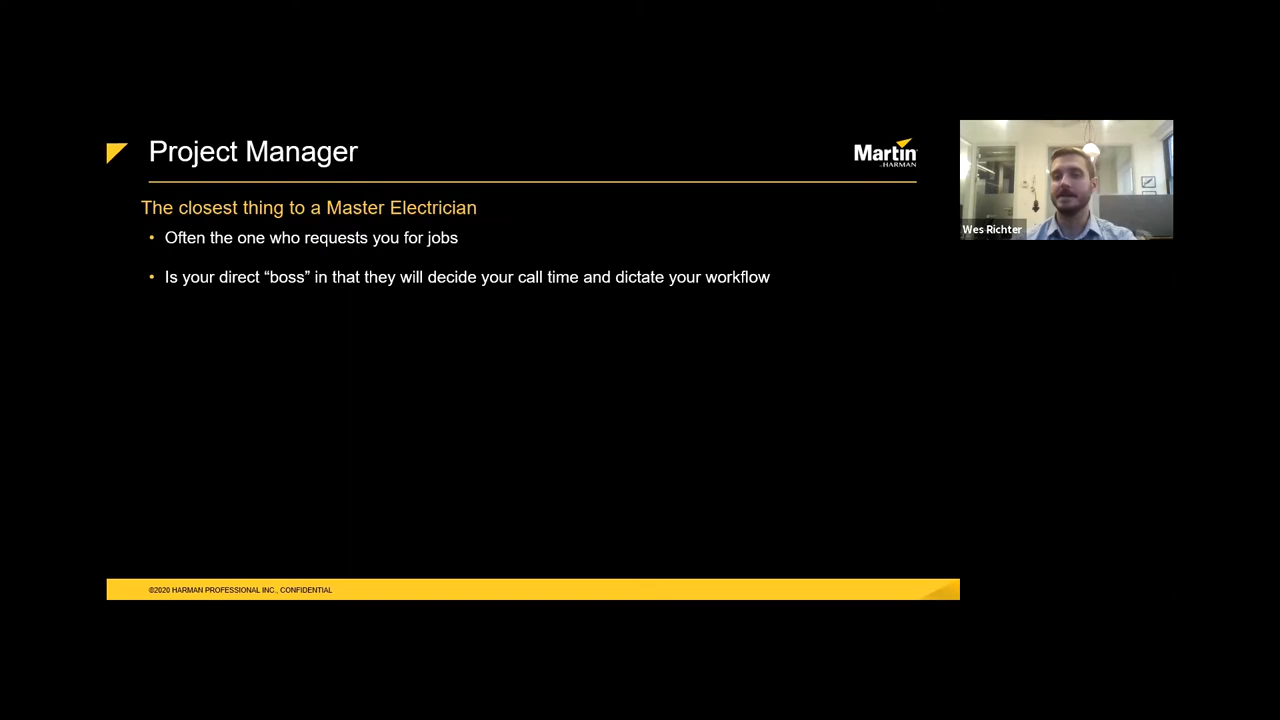 Project Manager
Martin
by HARMAN
The closest thing to a Master Electrician
• Often the one who requests you for jobs
• Is your direct “boss” in that they will decide your call time and dictate your workflow
Wes Richter
©2020 HARMAN PROFESSIONAL INC., CONFIDENTIAL